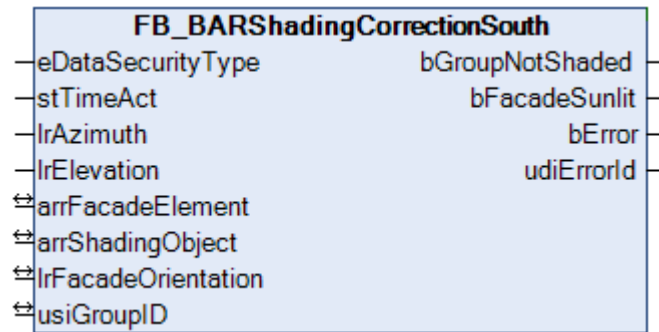 FB_BARShadingCorrectionSouth
eDataSecurityType bGroupNotShaded
stTimeAct bFacadeSunlit
lrAzimuth bError
lrElevation udiErrorId
arrFacadeElement
arrShadingObject
lrFacadeOrientation
usiGroupID